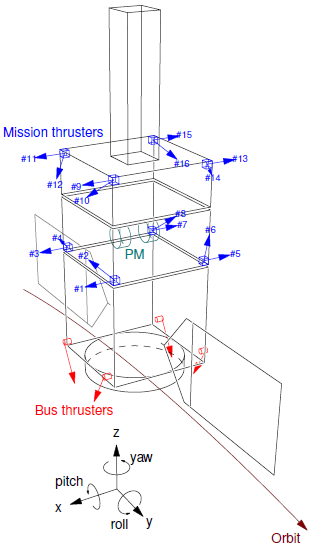 Mission thrusters
#15
#11
#16
#13
#12
#9
#14
#10
#8
#7
#6
#4
#3
#2
PM
#5
#1
Bus thrusters
z
yaw
pitch
x
roll
y
Orbit